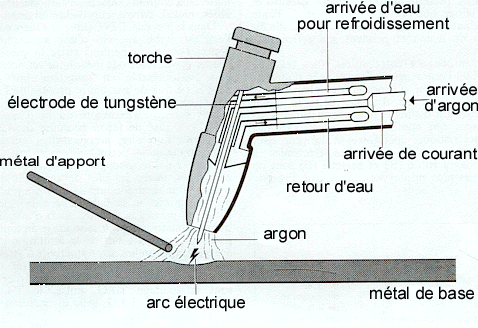 arrivée d'eau
pour refroidissement
torche
électrode de tungstène
arrivée
d'argon
arrivée de courant
métal d'apport
retour d'eau
argon
arc électrique
métal de base